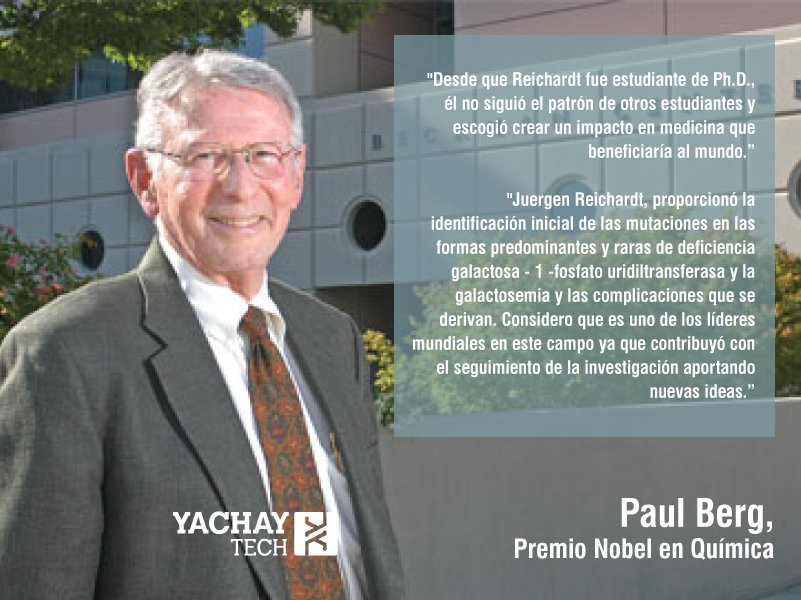 "Desde que Reichardt fue estudiante de Ph.D.,
él no siguió el patrón de otros estudiantes y
escogió crear un impacto en medicina que
beneficiaría al mundo.”
"Juergen Reichardt, proporcionó la
identificación inicial de las mutaciones en las
formas predominantes y raras de deficiencia
galactosa - 1 -fosfato uridiltransferasa y la
galactosemia y las complicaciones que se
derivan. Considero que es uno de los líderes
mundiales en este campo ya que contribuyó con
el seguimiento de la investigación aportando
nuevas ideas.”
YACHAY
TECH
Paul Berg,
Premio Nobel en Química